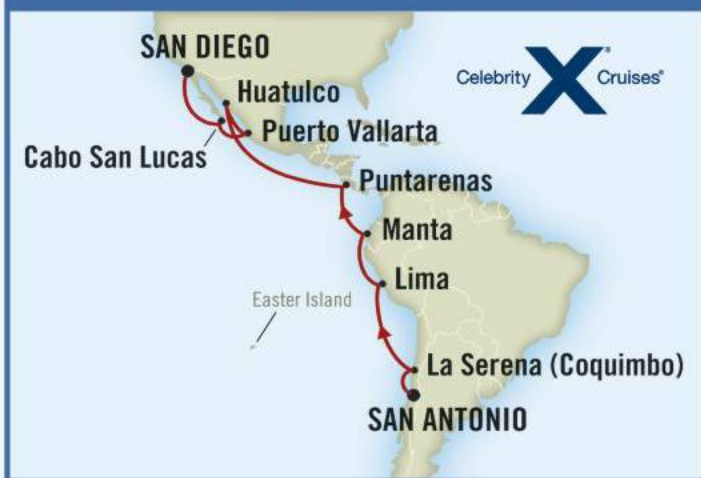 SAN DIEGO
Celebrity X® Cruises®
Huatulco
Puerto Vallarta
Cabo San Lucas
Puntarenas
Manta
Lima
Easter Island
La Serena (Coquimbo)
SAN ANTONIO